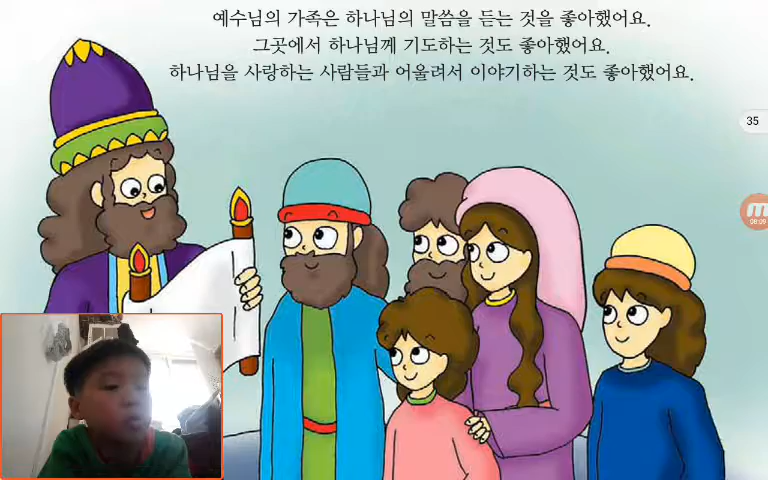 예수님의 가족은 하나님의 말씀을 듣는 것을 좋아했어요.
그곳에서 하나님께 기도하는 것도 좋아했어요.
하나님을 사랑하는 사람들과 어울려서 이야기하는 것도 좋아했어요.
35
08:09